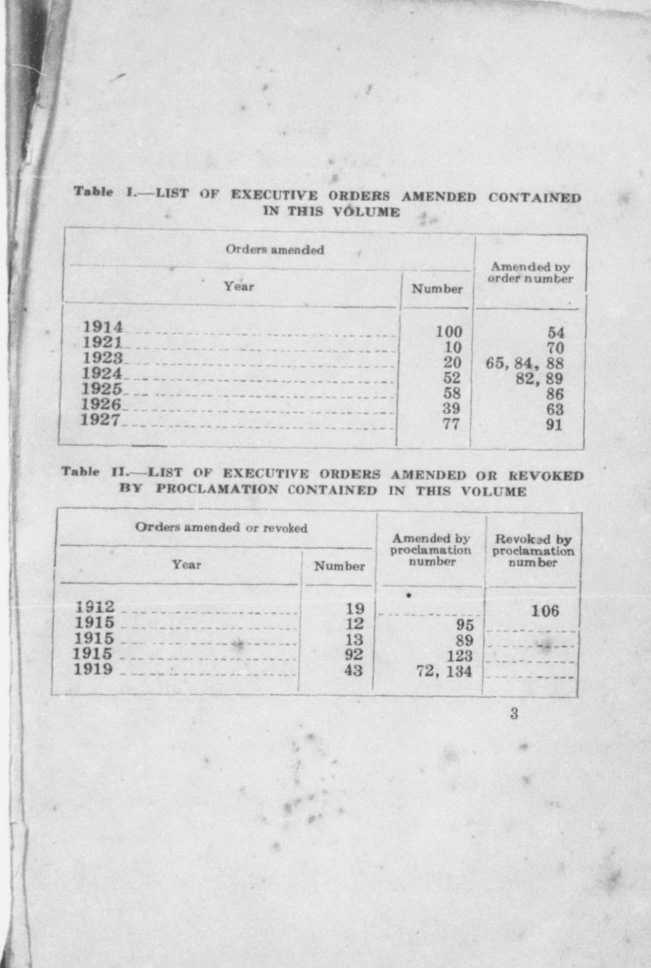 Table I.—LIST OF EXECUTIVE ORDERS AMENDED CONTAINED
IN THIS VOLUME
Orders amended
Amended by
order number
Year Number
1914 100 54
1921 10 70
1923 20 65, 84, 88
1924 52 82, 89
1925 58 86
1926 39 63
1927 77 91
Table II.—LIST OF EXECUTIVE ORDERS AMENDED OR REVOKED
BY PROCLAMATION CONTAINED IN THIS VOLUME
Orders amended or revoked
Amended by
proclamation
number
Revoked by
proclamation
number
Year Number
1912 19 106
1915 12 95
1915 13 89
1915 92 123
1919 43 72, 134
3